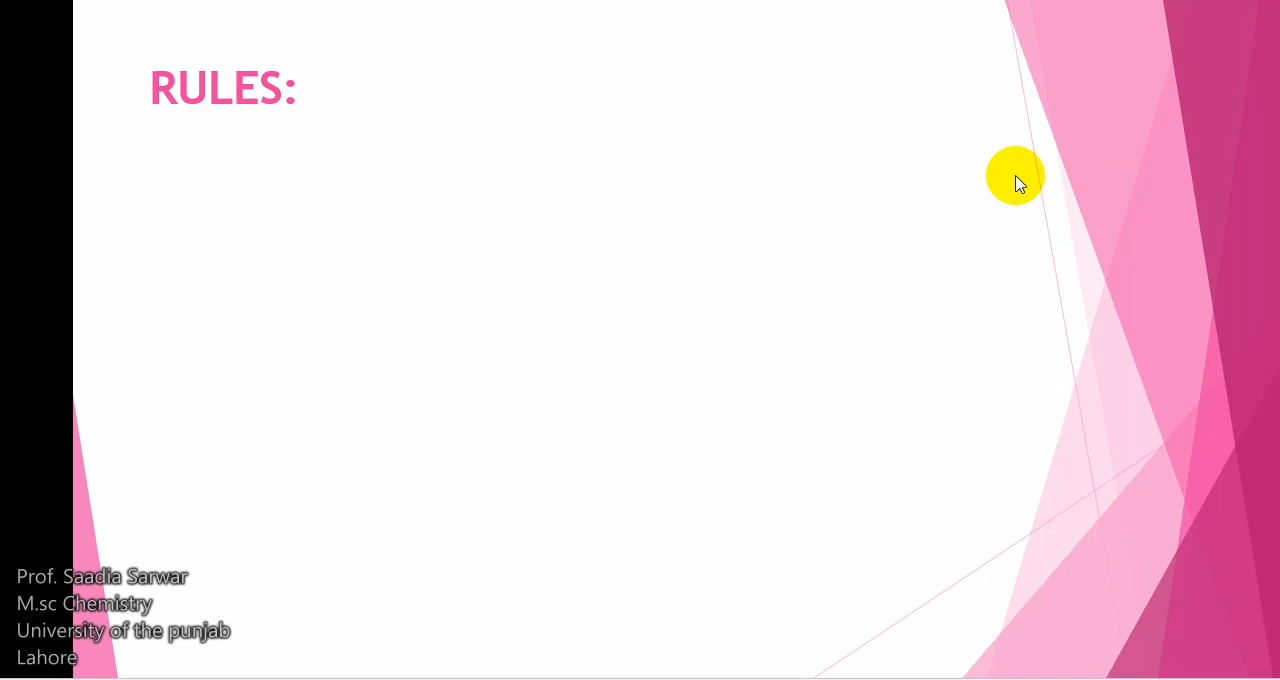 RULES:
Prof. Saadia Sarwar
M.sc Chemistry
University of the punjab
Lahore